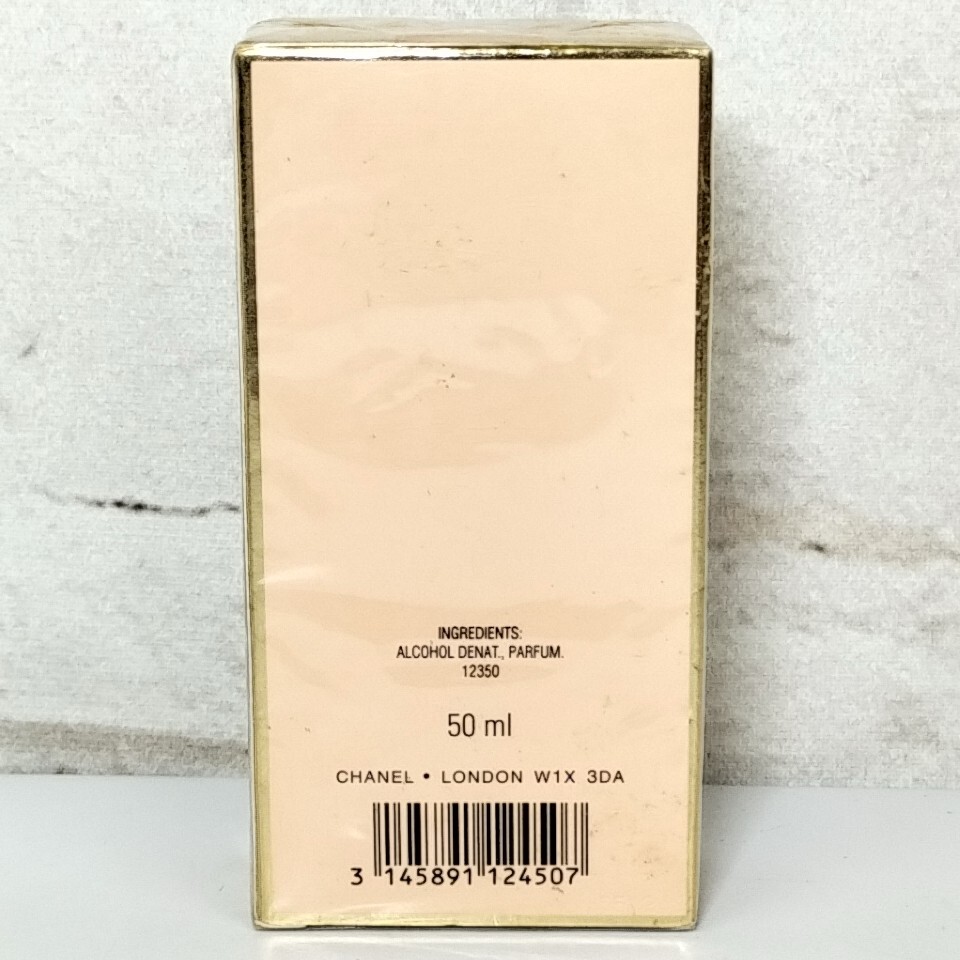 INGREDIENTS:
ALCOHOL DENAT., PARFUM.
12350
50 ml
CHANEL • LONDON W1X 3DA
3 145891 124507